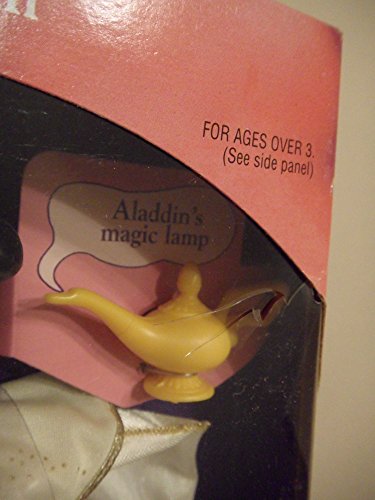 FOR AGES OVER 3.
(See side panel)
Aladdin's
magic lamp